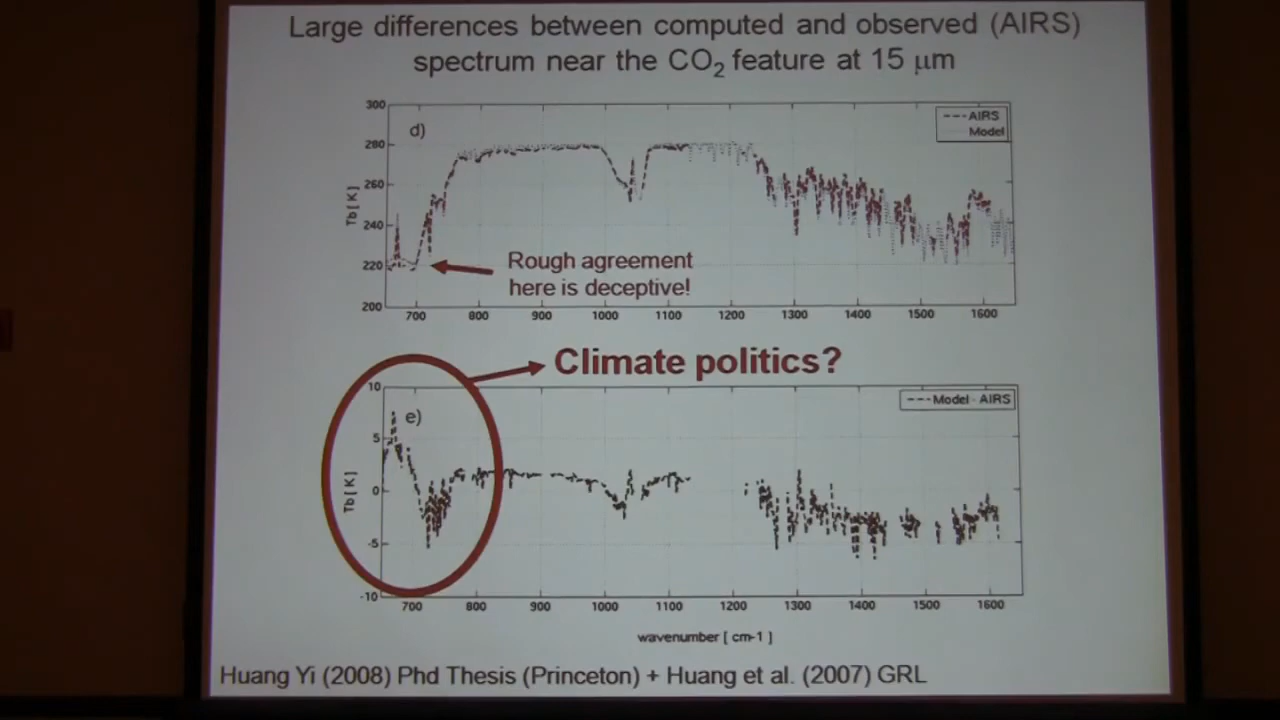 Large differences between computed and observed (AIRS)
spectrum near the CO₂ feature at 15 μm
300
280
260
240
220
200
Tb[ K]
d)
AIRS
Model
Rough agreement
here is deceptive!
700 800 900 1000 1100 1200 1300 1400 1500 1600
Climate politics?
10
5
0
-5
-10
Tb[ K]
e)
Model - AIRS
700 800 900 1000 1100 1200 1300 1400 1500 1600
wavenumber [ cm-1 ]
Huang Yi (2008) Phd Thesis (Princeton) + Huang et al. (2007) GRL